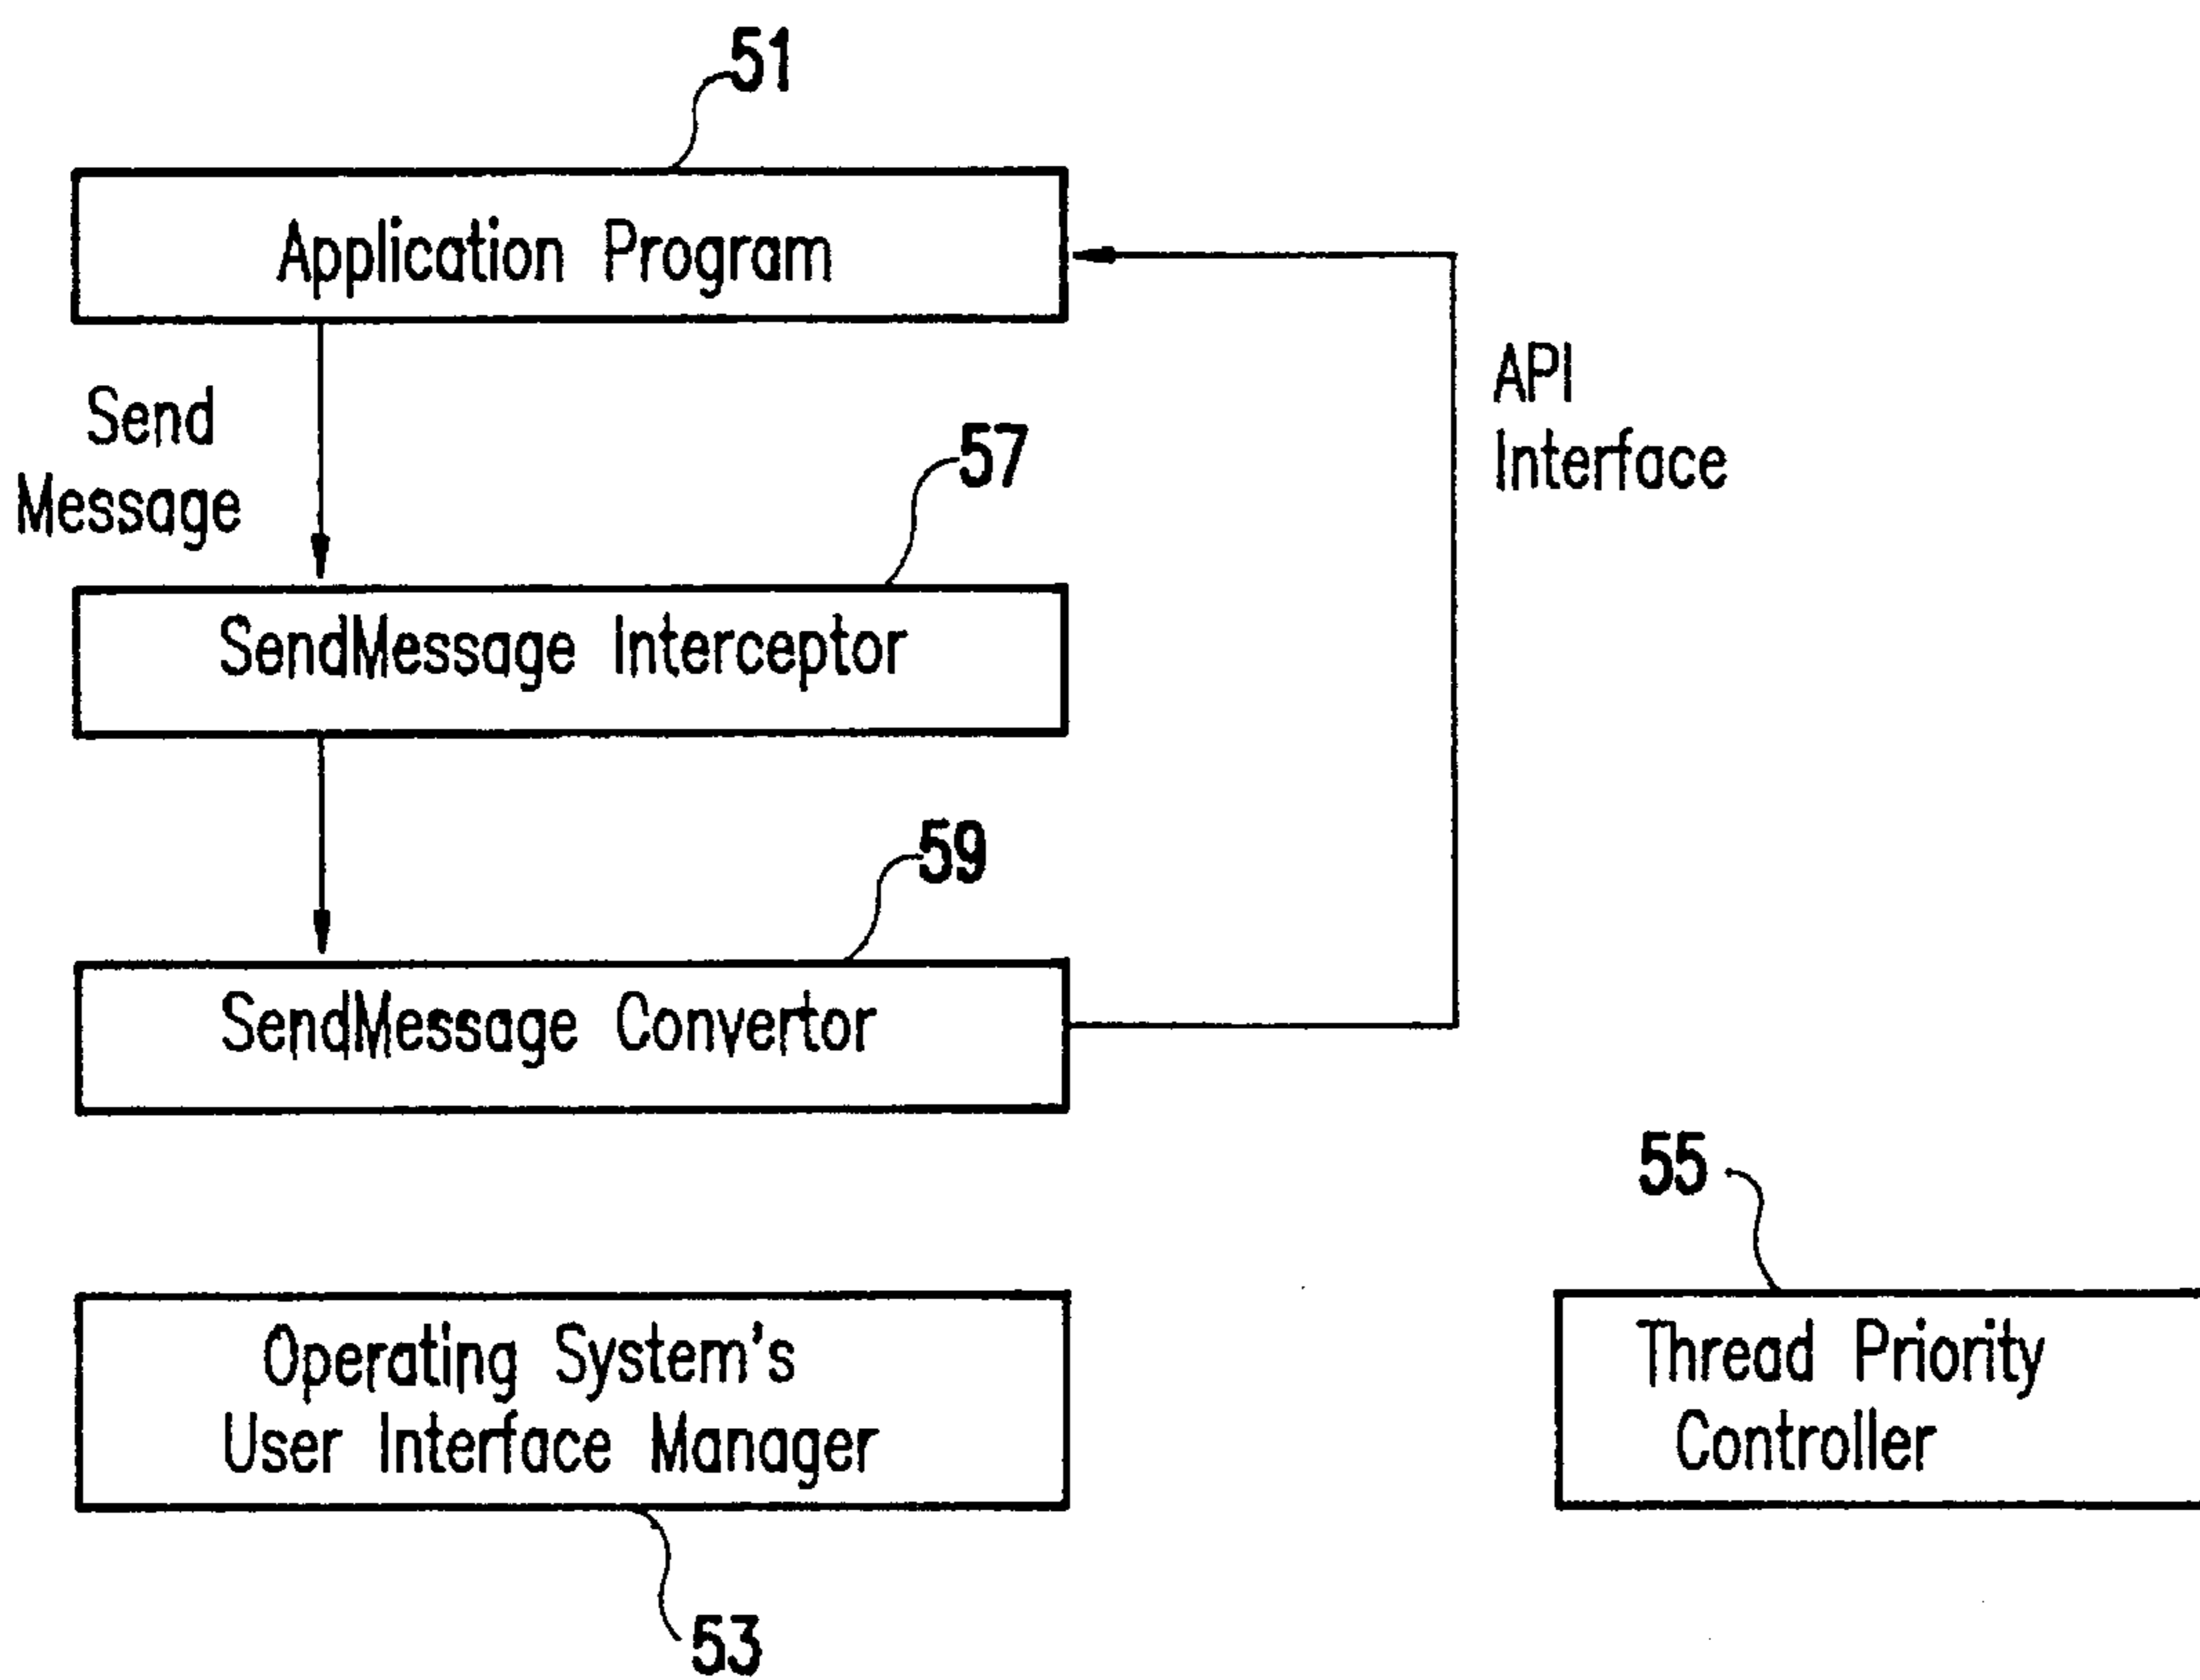 51
Application Program
Send
Message
API
Interface
57
SendMessage Interceptor
59
SendMessage Convertor
55
Operating System's
User Interface Manager
Thread Priority
Controller
53